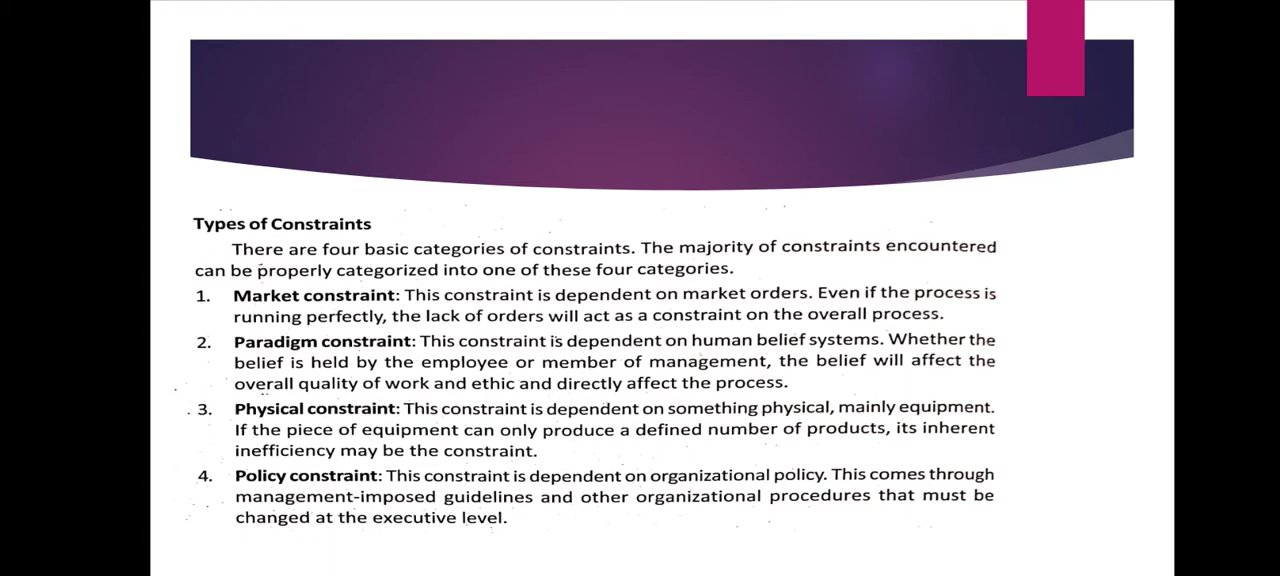 Types of Constraints
There are four basic categories of constraints. The majority of constraints encountered
can be properly categorized into one of these four categories.
1. Market constraint: This constraint is dependent on market orders. Even if the process is
running perfectly, the lack of orders will act as a constraint on the overall process.
2. Paradigm constraint: This constraint is dependent on human belief systems. Whether the
belief is held by the employee or member of management, the belief will affect the
overall quality of work and ethic and directly affect the process.
3. Physical constraint: This constraint is dependent on something physical, mainly equipment.
If the piece of equipment can only produce a defined number of products, its inherent
inefficiency may be the constraint.
4. Policy constraint: This constraint is dependent on organizational policy. This comes through
management-imposed guidelines and other organizational procedures that must be
changed at the executive level.